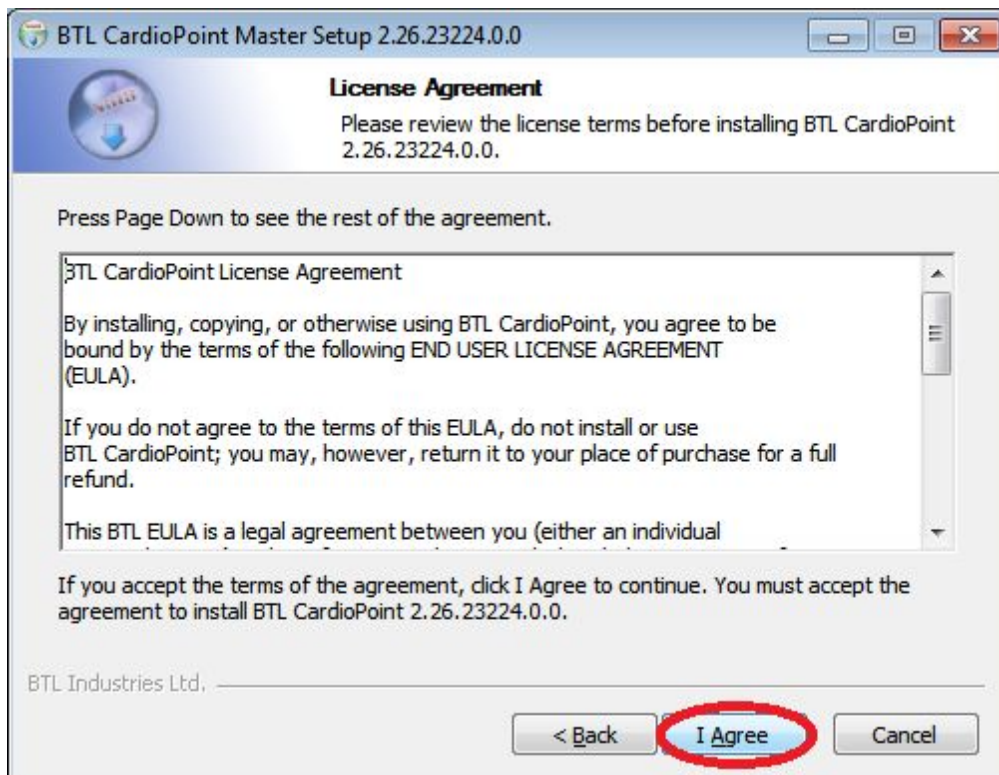 BTL CardioPoint Master Setup 2.26.23224.0.0
License Agreement
Please review the license terms before installing BTL CardioPoint
2.26.23224.0.0.
Press Page Down to see the rest of the agreement.
BTL CardioPoint License Agreement
By installing, copying, or otherwise using BTL CardioPoint, you agree to be
bound by the terms of the following END USER LICENSE AGREEMENT
(EULA).
If you do not agree to the terms of this EULA, do not install or use
BTL CardioPoint; you may, however, return it to your place of purchase for a full
refund.
This BTL EULA is a legal agreement between you (either an individual
If you accept the terms of the agreement, click I Agree to continue. You must accept the
agreement to install BTL CardioPoint 2.26.23224.0.0.
BTL Industries Ltd.
< Back
I Agree
Cancel